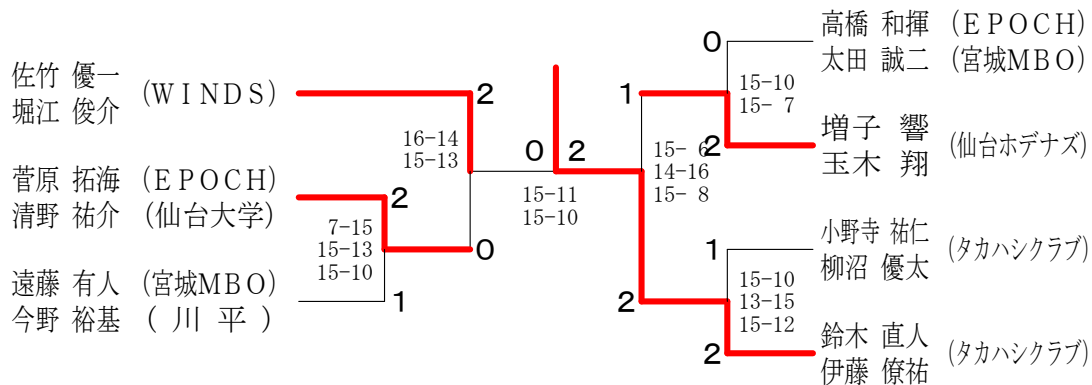 佐竹 優一
堀江 俊介
(WINDS)
2
16-14
15-13
菅原 拓海 (EPOCH)
清野 祐介 (仙台大学)
2
7-15
15-13
15-10
0
遠藤 有人 (宮城MBO)
今野 裕基 (川平)
1
0
2
15-11
15-10
高橋 和揮 (EPOCH)
太田 誠二 (宮城MBO)
0
15-10
15- 7
1
2
増子 響
玉木 翔
(仙台ホデナズ)
15- 6
14-16
15- 8
小野寺 祐仁
柳沼 優太
(タカハシクラブ)
1
15-10
13-15
15-12
2
2
鈴木 直人
伊藤 僚祐
(タカハシクラブ)